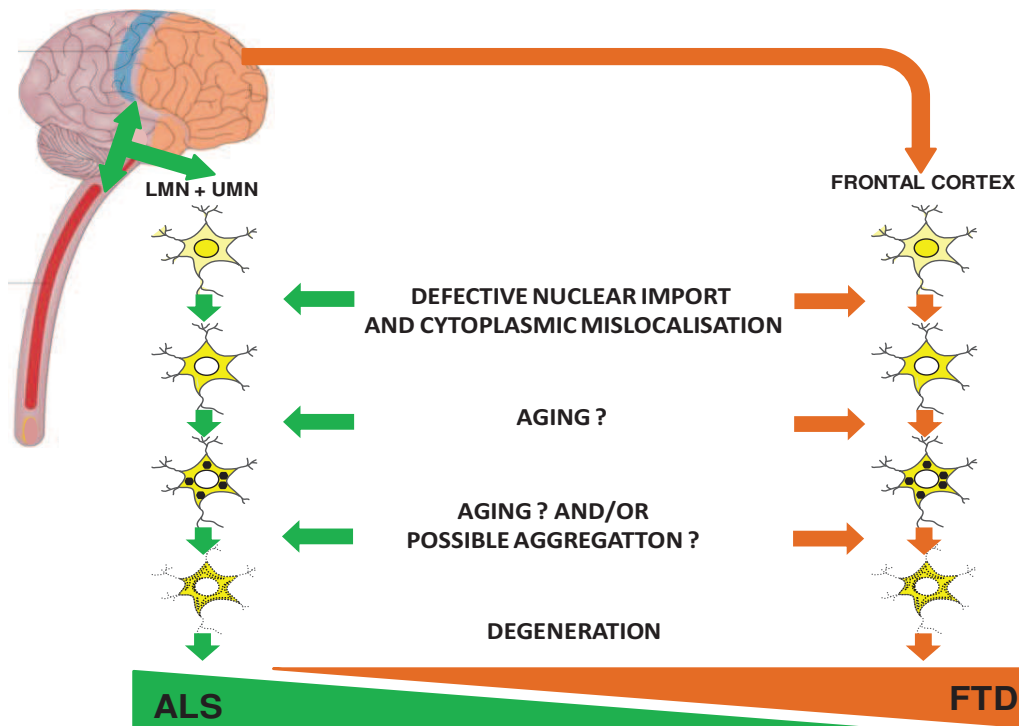 LMN + UMN
FRONTAL CORTEX
DEFECTIVE NUCLEAR IMPORT
AND CYTOPLASMIC MISLOCALISATION
AGING ?
AGING ? AND/OR
POSSIBLE AGGREGATTON ?
DEGENERATION
ALS
FTD